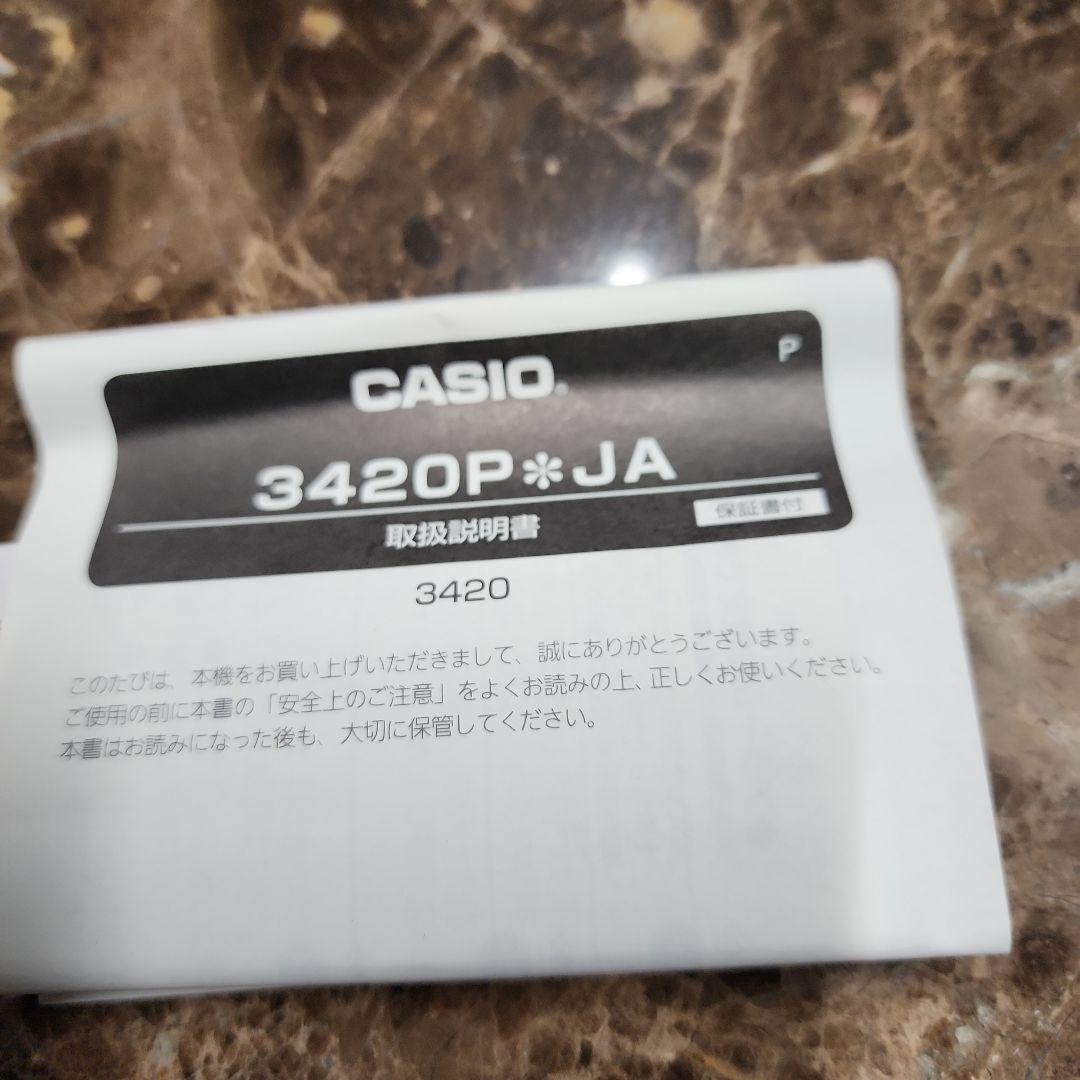 CASIO®
P
3420P*JA
取扱説明書
保証書付
3420
このたびは、本機をお買い上げいただきまして、誠にありがとうございます。
ご使用の前に本書の「安全上のご注意」をよくお読みの上、正しくお使いください。
本書はお読みになった後も、大切に保管してください。